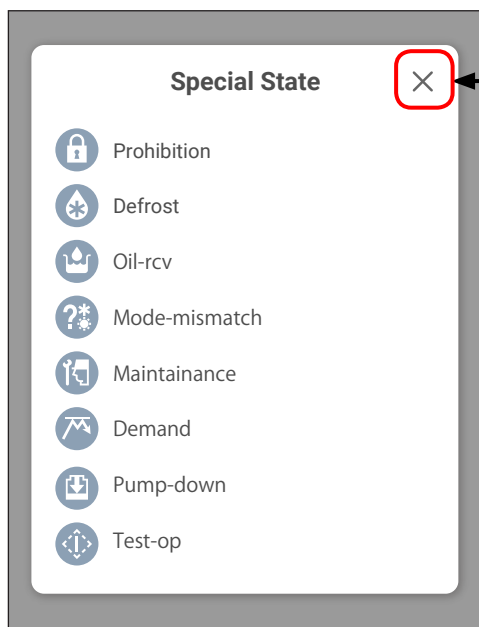 Special State
Prohibition
Defrost
Oil-rcv
Mode-mismatch
Maintainance
Demand
Pump-down
Test-op